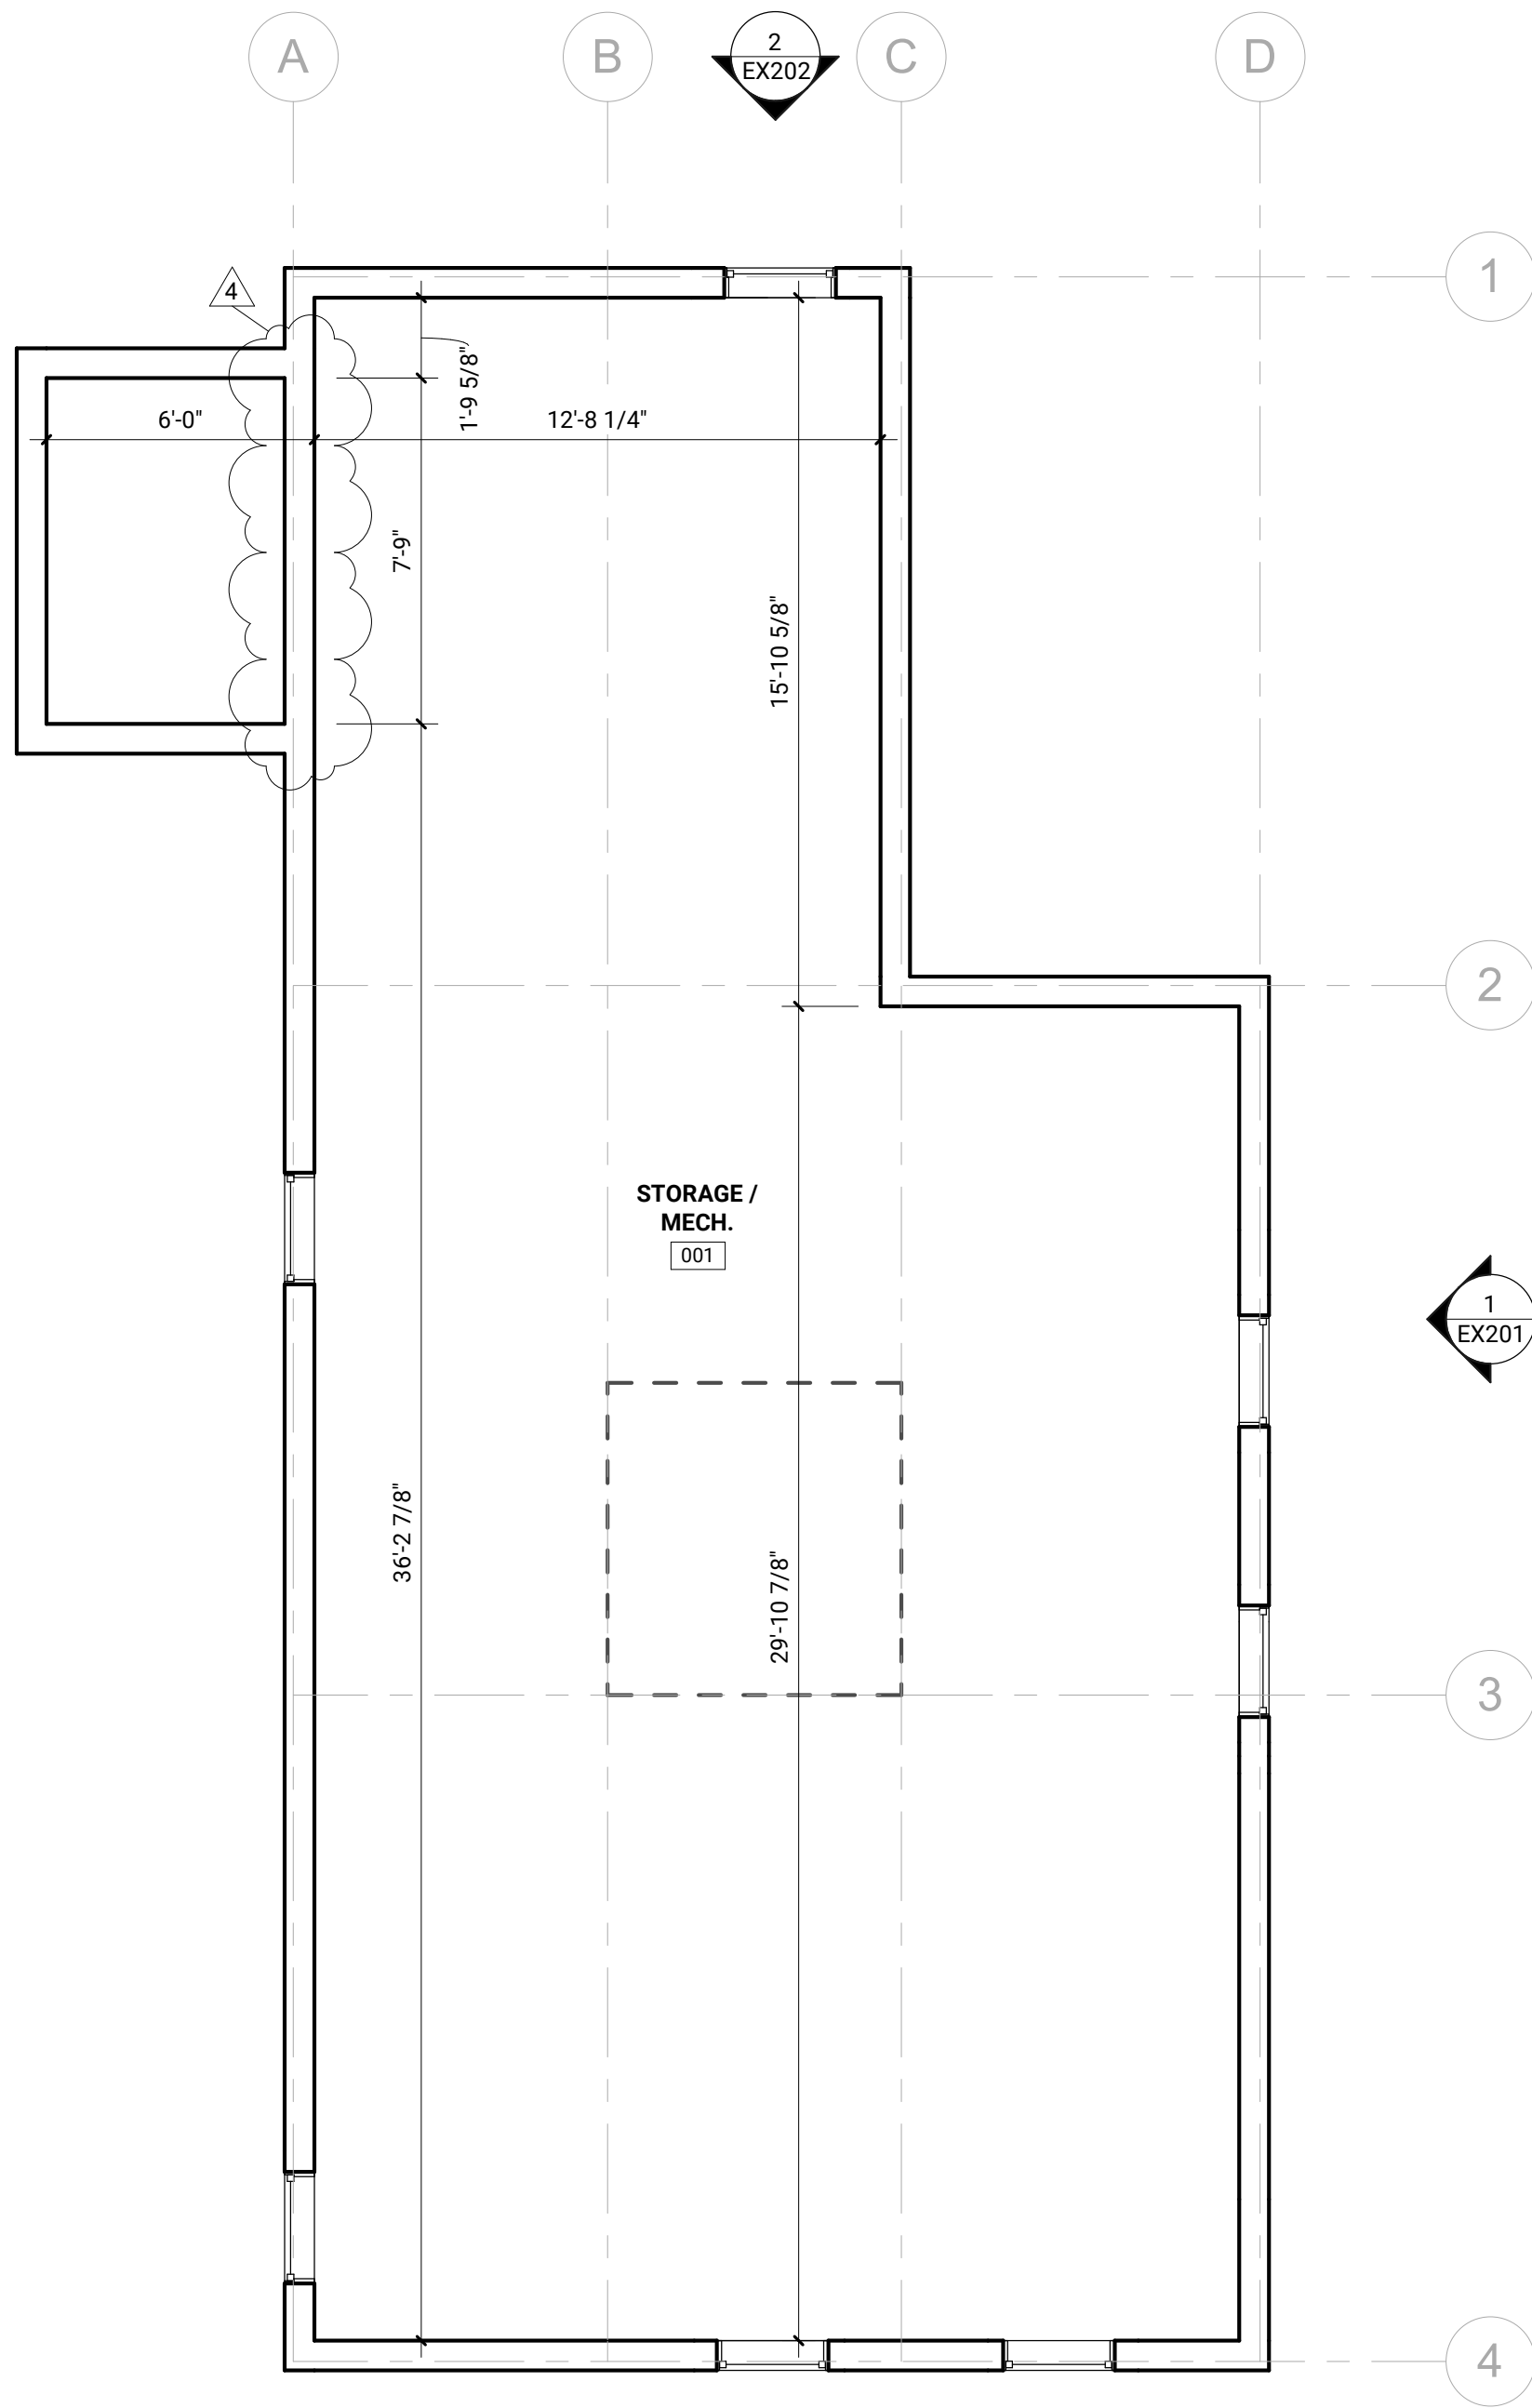 A
B
2
EX202
C
D
1
4
1'-9 5/8"
6'-0"
12'-8 1/4"
7'-9"
15'-10 5/8"
2
STORAGE /
MECH.
001
1
EX201
36'-2 7/8"
29'-10 7/8"
3
4